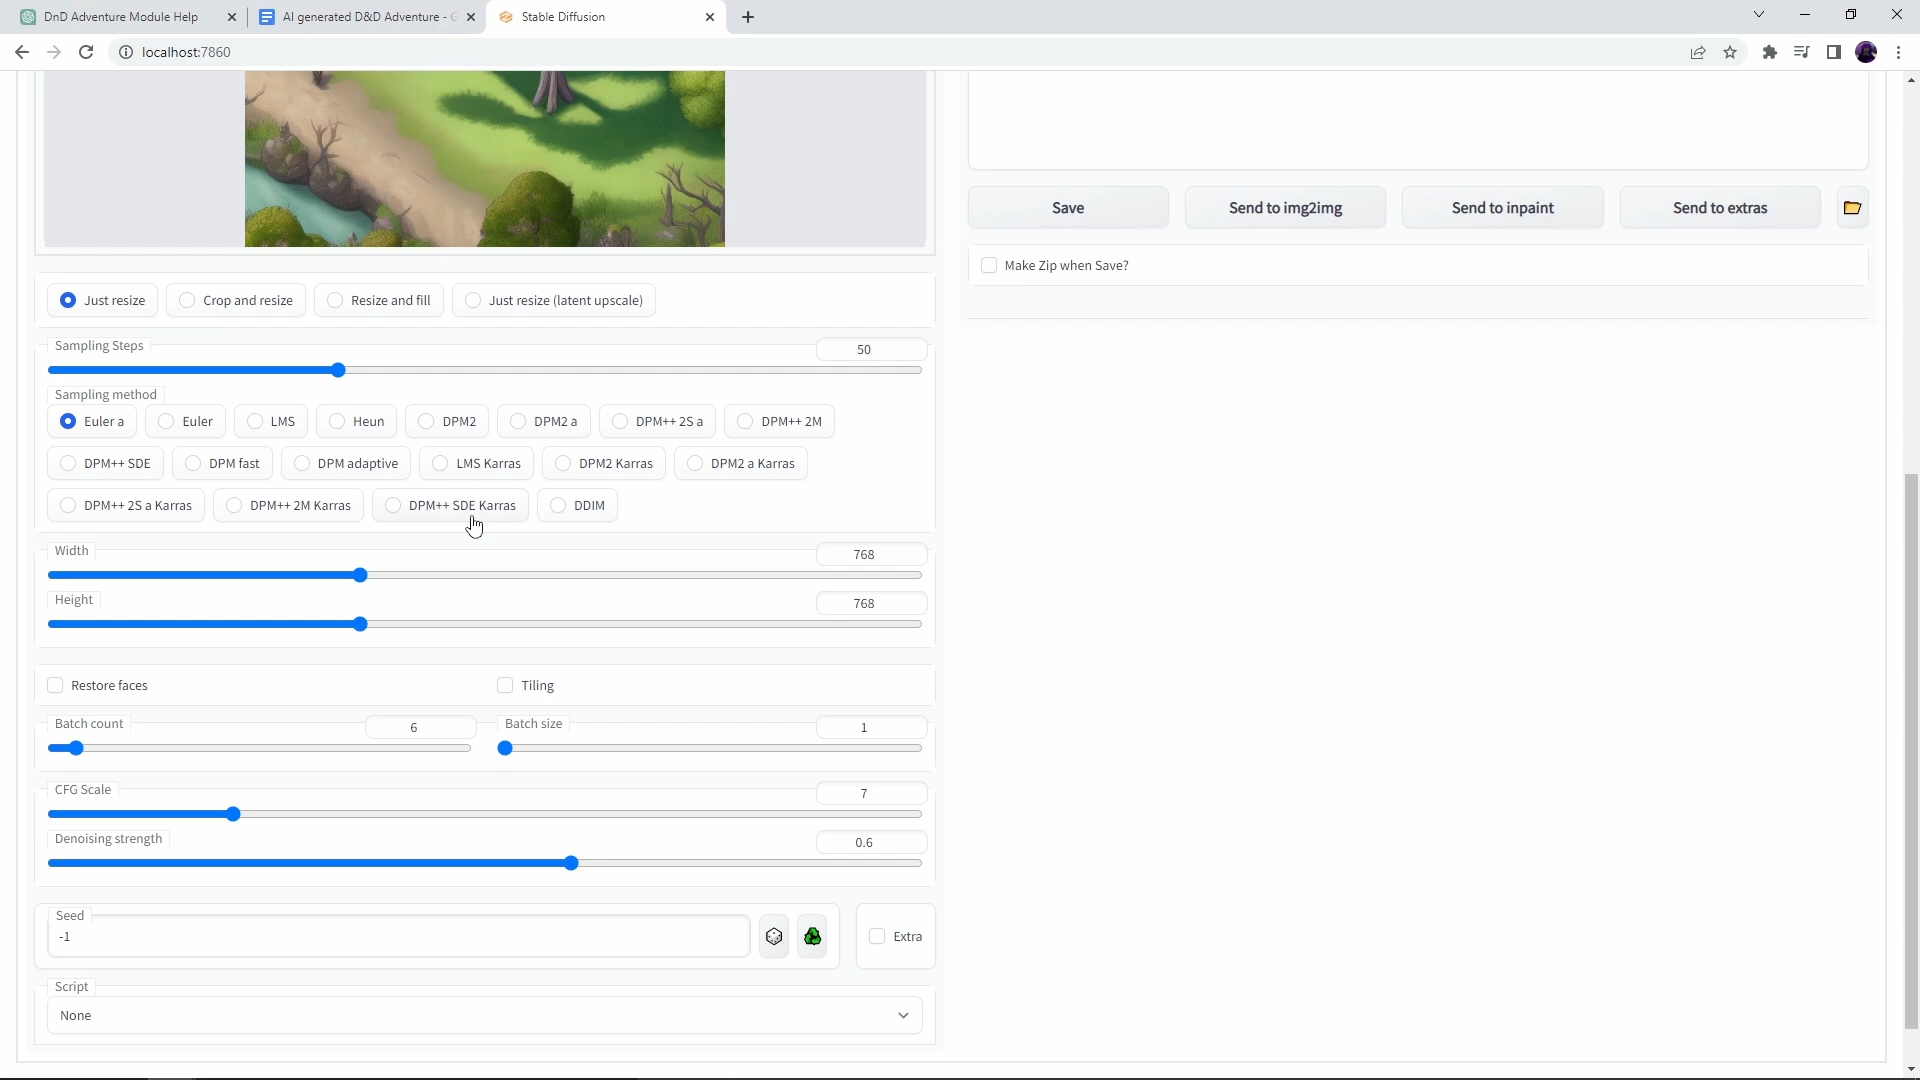 DnD Adventure Module Help
AI generated D&D Adventure - G
Stable Diffusion
localhost:7860
Save
Send to img2img
Send to inpaint
Send to extras
Make Zip when Save?
Just resize
Crop and resize
Resize and fill
Just resize (latent upscale)
Sampling Steps
50
Sampling method
Euler a
Euler
LMS
Heun
DPM2
DPM2 a
DPM++ 2S a
DPM++ 2M
DPM++ SDE
DPM fast
DPM adaptive
LMS Karras
DPM2 Karras
DPM2 a Karras
DPM++ 2S a Karras
DPM++ 2M Karras
DPM++ SDE Karras
DDIM
Width
768
Height
768
Restore faces
Tiling
Batch count
6
Batch size
1
CFG Scale
7
Denoising strength
0.6
Seed
-1
Extra
Script
None